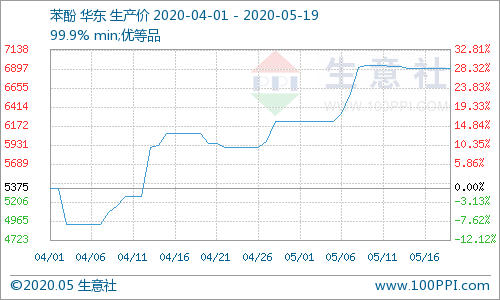 苯酚 华东 生产价 2020-04-01 - 2020-05-19
99.9% min;优等品
7138 32.81%
6897 28.32%
6655 23.83%
6414 19.33%
6172 14.84%
5931 10.35%
5689 5.86%
5375 0.00%
5206 -3.13%
4965 -7.62%
4723 -12.12%
生意社
www.100PPI.com
04/01 04/06 04/11 04/16 04/21 04/26 05/01 05/06 05/11 05/16
©2020.05 生意社 www.100PPI.com